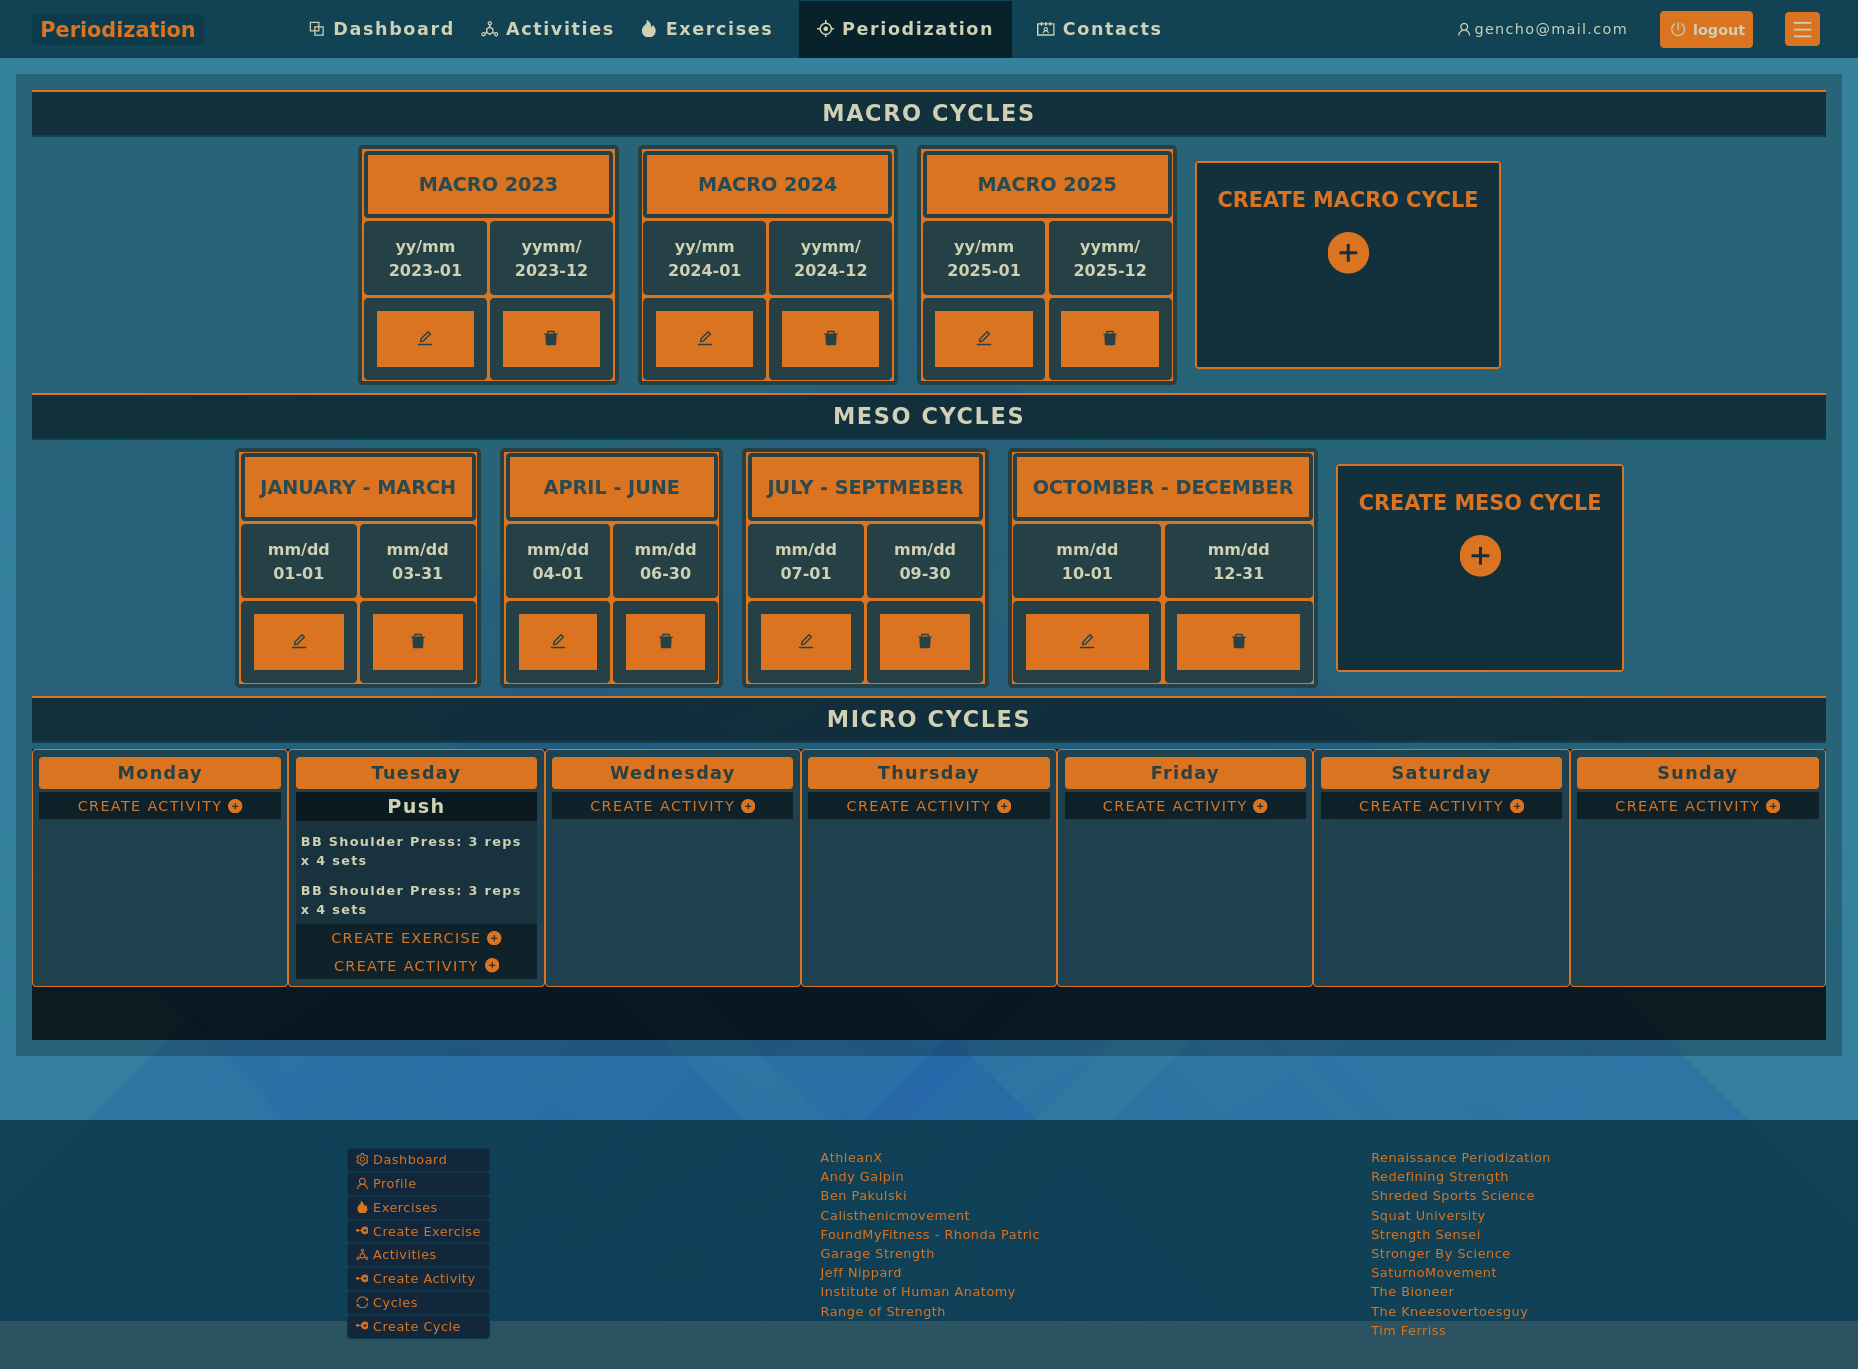 Periodization
Dashboard
Activities
Exercises
Periodization
Contacts
gencho@mail.com
logout
MACRO CYCLES
MACRO 2023
yy/mm
2023-01
yymm/
2023-12
MACRO 2024
yy/mm
2024-01
yymm/
2024-12
MACRO 2025
yy/mm
2025-01
yymm/
2025-12
CREATE MACRO CYCLE
MESO CYCLES
JANUARY - MARCH
mm/dd
01-01
mm/dd
03-31
APRIL - JUNE
mm/dd
04-01
mm/dd
06-30
JULY - SEPTMEBER
mm/dd
07-01
mm/dd
09-30
OCTOMBER - DECEMBER
mm/dd
10-01
mm/dd
12-31
CREATE MESO CYCLE
MICRO CYCLES
Monday
CREATE ACTIVITY
Tuesday
Push
BB Shoulder Press: 3 reps
x 4 sets
BB Shoulder Press: 3 reps
x 4 sets
CREATE EXERCISE
CREATE ACTIVITY
Wednesday
CREATE ACTIVITY
Thursday
CREATE ACTIVITY
Friday
CREATE ACTIVITY
Saturday
CREATE ACTIVITY
Sunday
CREATE ACTIVITY
Dashboard
Profile
Exercises
Create Exercise
Activities
Create Activity
Cycles
Create Cycle
AthleanX
Andy Galpin
Ben Pakulski
Calisthenicmovement
FoundMyFitness - Rhonda Patric
Garage Strength
Jeff Nippard
Institute of Human Anatomy
Range of Strength
Renaissance Periodization
Redefining Strength
Shreded Sports Science
Squat University
Strength Sensei
Stronger By Science
SaturnoMovement
The Bioneer
The Kneesovertoesguy
Tim Ferriss